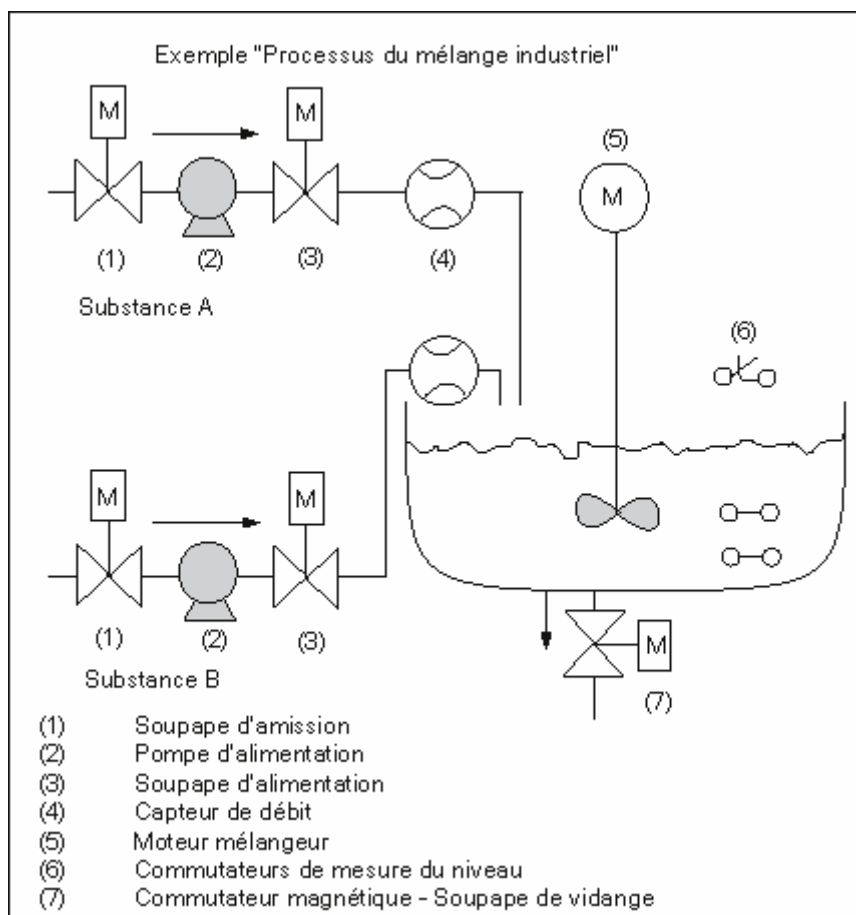 Exemple "Processus du mélange industriel"
M
M
(5)
M
(1)
(2)
(3)
(4)
Substance A
(6)
M
M
(1)
(2)
(3)
M
Substance B
(7)
(1) Soupape d'amission
(2) Pompe d'alimentation
(3) Soupape d'alimentation
(4) Capteur de débit
(5) Moteur mélangeur
(6) Commutateurs de mesure du niveau
(7) Commutateur magnétique - Soupape de vidange